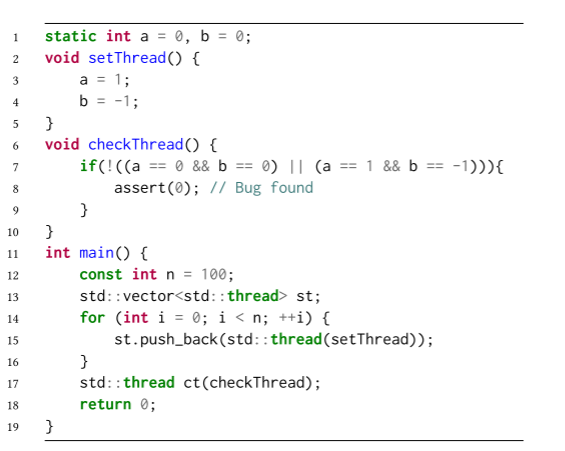 1 static int a = 0, b = 0;
2 void setThread() {
3     a = 1;
4     b = -1;
5 }
6 void checkThread() {
7     if(!((a == 0 && b == 0) || (a == 1 && b == -1))){
8         assert(0); // Bug found
9     }
10 }
11 int main() {
12     const int n = 100;
13     std::vector<std::thread> st;
14     for (int i = 0; i < n; ++i) {
15         st.push_back(std::thread(setThread));
16     }
17     std::thread ct(checkThread);
18     return 0;
19 }